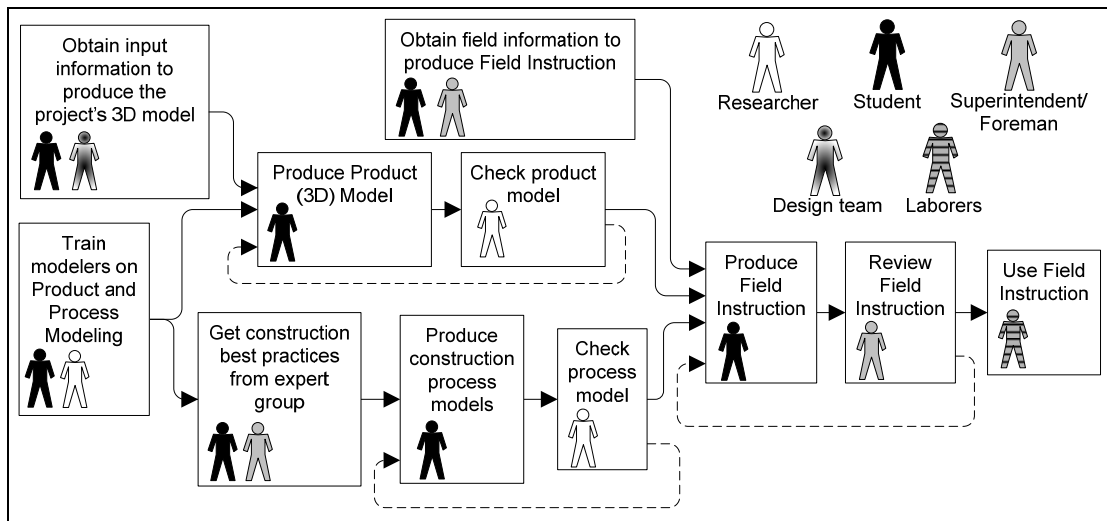 Obtain input
information to
produce the
project's 3D model
Obtain field information to
produce Field Instruction
Researcher
Student
Superintendent/
Foreman
Design team
Laborers
Produce Product
(3D) Model
Check product
model
Train
modelers on
Product and
Process
Modeling
Get construction
best practices
from expert
group
Produce
construction
process
models
Check
process
model
Produce
Field
Instruction
Review
Field
Instruction
Use Field
Instruction